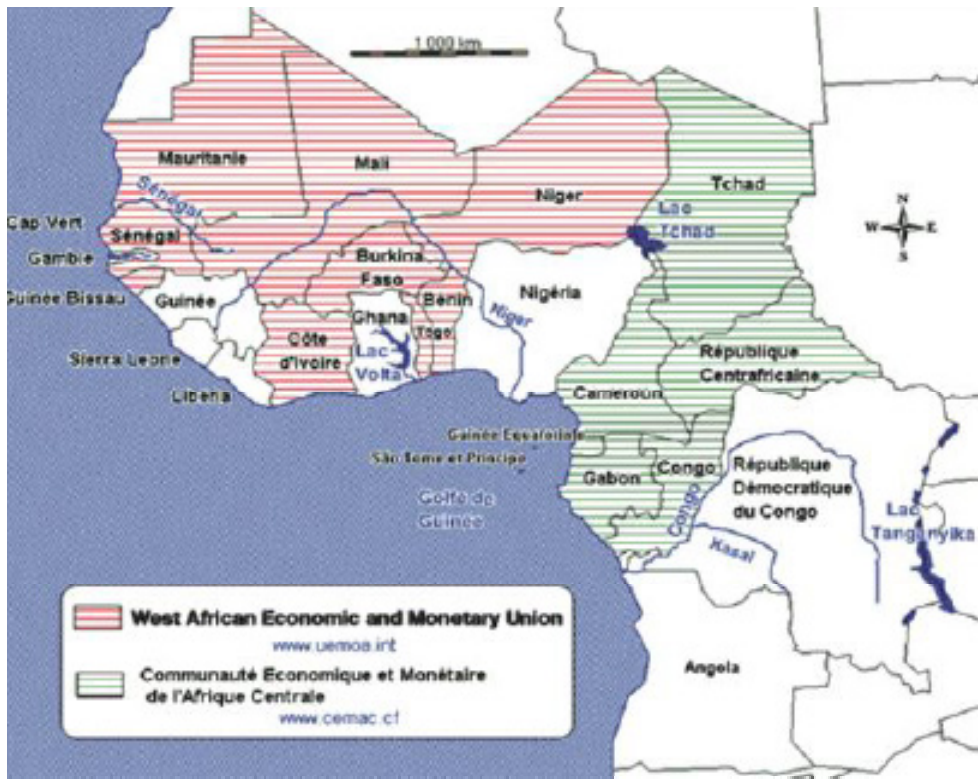 1 000 km
Mauritanie
Mali
Niger
Tchad
Sénégal
Lac
Tchad
Cap Vert
Sénégal
Gambie
Burkina
Faso
Guinée Bissau
Guinée
Bénin
Nigéria
Niger
Ghana
Togo
Côte
d'Ivoire
Lac
Volta
Sierra Leone
Libéria
République
Centrafricaine
Cameroun
Guinée Equatoriale
São Tomé et Principe
Gabon
Congo
République
Démocratique
du Congo
Congo
Golfe de
Guinée
Kasai
Lac
Tanganyika
Angola
N
W
E
S
West African Economic and Monetary Union
www.uemoa.int
Communauté Economique et Monétaire
de l'Afrique Centrale
www.cemac.cf